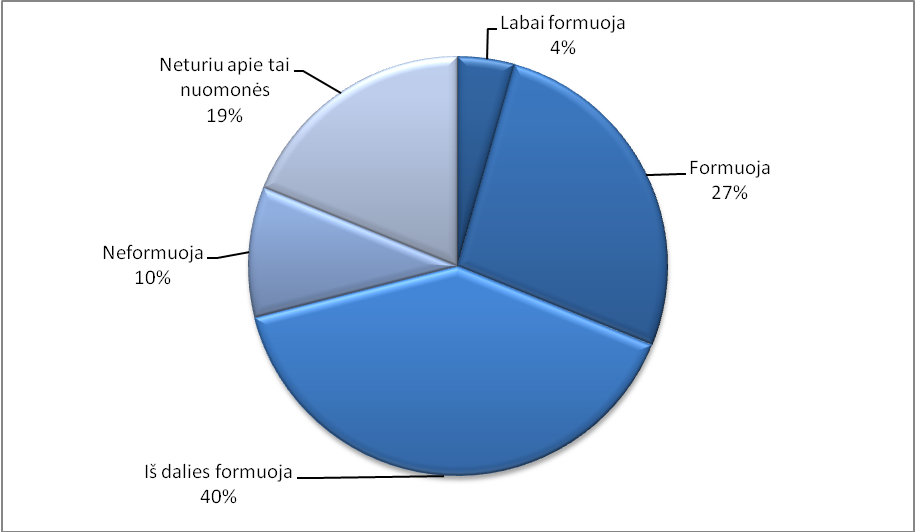 Labai formuoja
4%
Formuoja
27%
Iš dalies formuoja
40%
Neformuoja
10%
Neturiu apie tai
nuomonės
19%